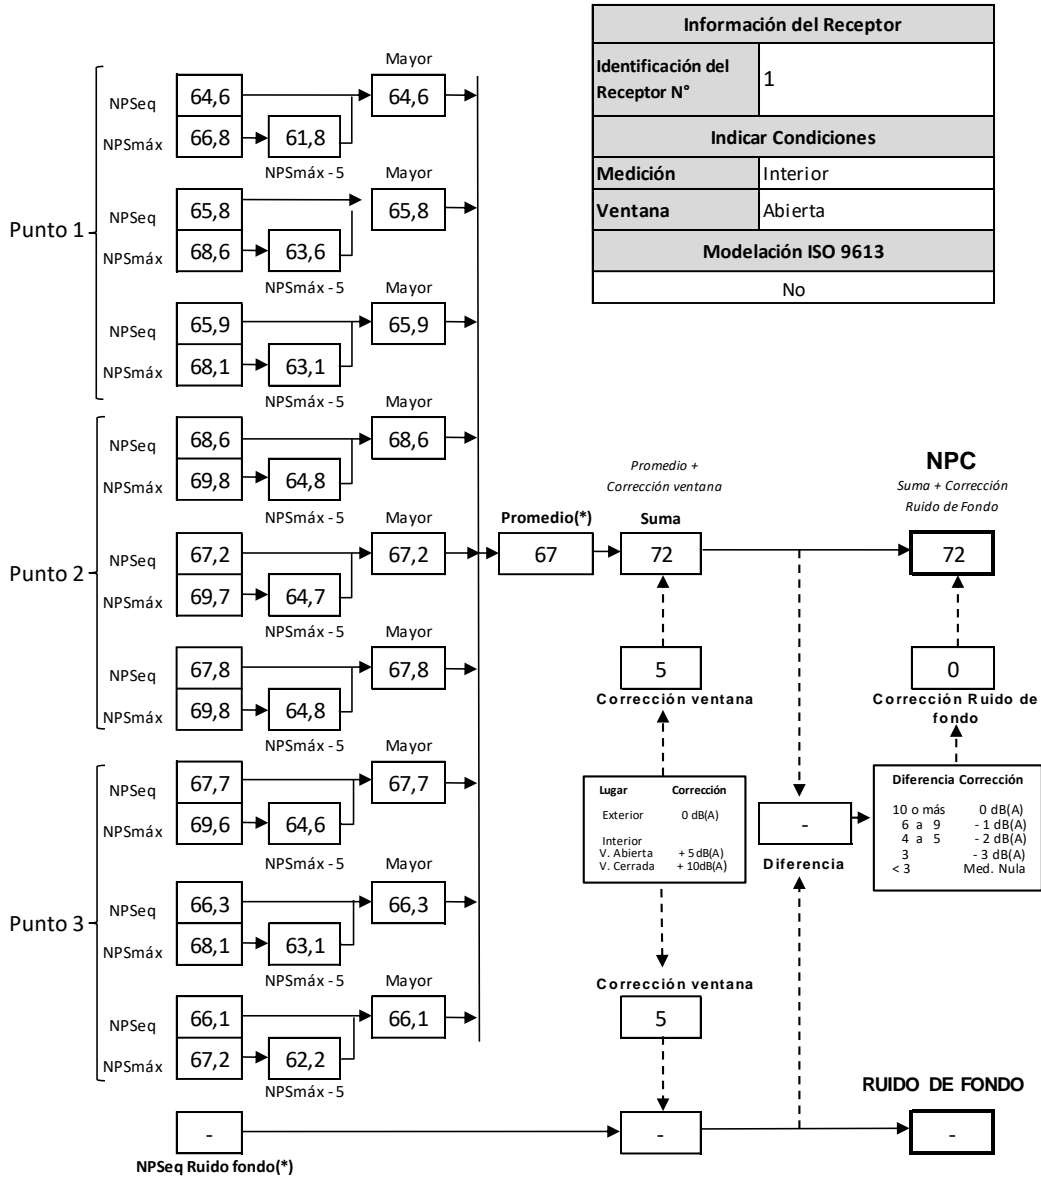 Información del Receptor
Identificación del
Receptor N°
1
Indicar Condiciones
Medición
Interior
Ventana
Abierta
Modelación ISO 9613
No
Punto 1
Mayor
NPSeq
64,6
64,6
NPSmáx
66,8
61,8
NPSmáx - 5
Mayor
NPSeq
65,8
65,8
NPSmáx
68,6
63,6
NPSmáx - 5
Mayor
NPSeq
65,9
65,9
NPSmáx
68,1
63,1
NPSmáx - 5
Punto 2
Mayor
NPSeq
68,6
68,6
NPSmáx
69,8
64,8
NPSmáx - 5
Mayor
NPSeq
67,2
67,2
NPSmáx
69,7
64,7
NPSmáx - 5
Mayor
NPSeq
67,8
67,8
NPSmáx
69,8
64,8
NPSmáx - 5
Punto 3
Mayor
NPSeq
67,7
67,7
NPSmáx
69,6
64,6
NPSmáx - 5
Mayor
NPSeq
66,3
66,3
NPSmáx
68,1
63,1
NPSmáx - 5
Mayor
NPSeq
66,1
66,1
NPSmáx
67,2
62,2
NPSmáx - 5
-
NPSeq Ruido fondo(*)
Promedio(*)
67
Promedio +
Corrección ventana
Suma
72
5
Corrección ventana
Lugar Corrección
Exterior 0 dB(A)
Interior
V. Abierta + 5 dB(A)
V. Cerrada + 10dB(A)
Corrección ventana
5
-
-
Diferencia
NPC
Suma + Corrección
Ruido de Fondo
72
0
Corrección Ruido de
fondo
Diferencia Corrección
10 o más 0 dB(A)
6 a 9 - 1 dB(A)
4 a 5 - 2 dB(A)
3 - 3 dB(A)
< 3 Med. Nula
RUIDO DE FONDO
-